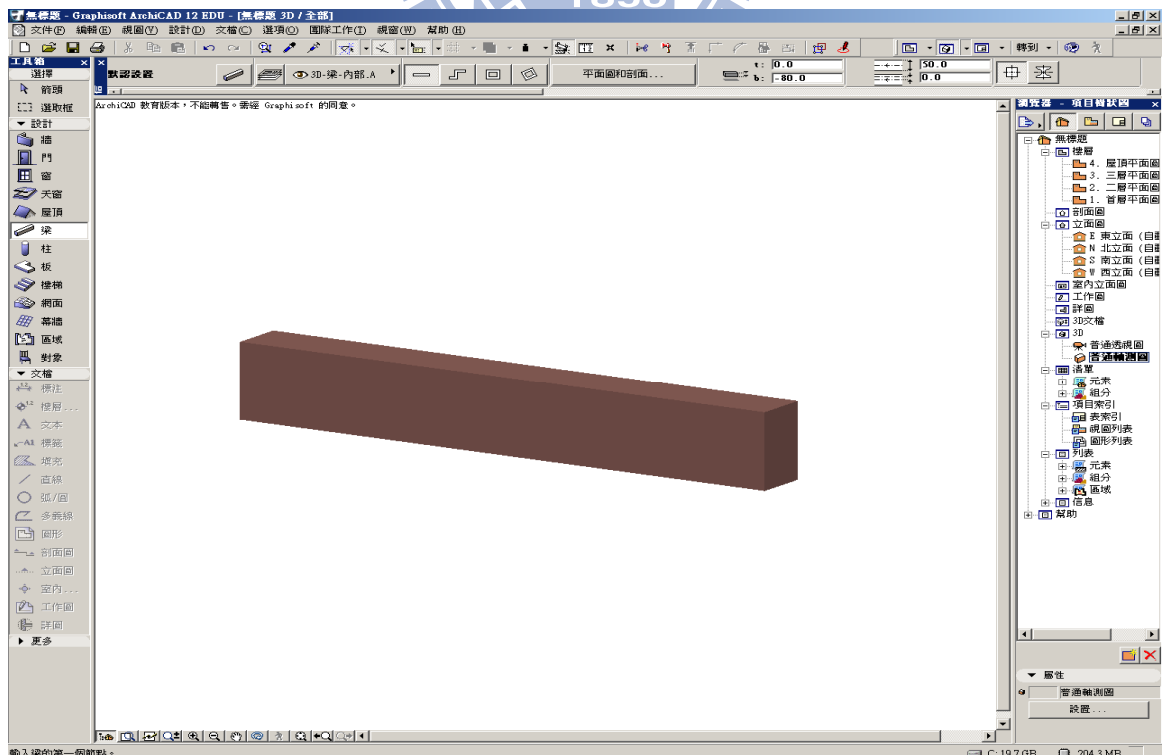 1898
無標題 - Graphisoft ArchiCAD 12 EDU - [無標題 3D / 全部]
文件(F) 編輯(E) 視圖(V) 設計(D) 文檔(C) 選項(O) 團隊工作(T) 視窗(W) 幫助(H)
轉到
工具箱
選擇
箭頭
選取框
設計
牆
門
窗
天窗
屋頂
梁
柱
板
樓梯
網面
幕牆
區域
對象
文檔
標注
樓層...
文本
標籤
填充
直線
弧/圓
多義線
圖形
剖面圖
立面圖
室內...
工作圖
詳圖
更多
默認設置
3D-梁-內部.A
平面圖和剖面...
t: 0.0
b: -80.0
50.0
0.0
ArchiCAD 教育版本，不能轉售。需經 Graphisoft 的同意。
瀏覽器 - 項目樹狀圖
無標題
樓層
4. 屋頂平面圖
3. 三層平面圖
2. 二層平面圖
1. 首層平面圖
剖面圖
立面圖
E 東立面 (自
N 北立面 (自
S 南立面 (自
W 西立面 (自
室內立面圖
工作圖
詳圖
3D文檔
3D
普通透視圖
普通軸測圖
清單
元素
組分
項目索引
表索引
視圖列表
圖形列表
列表
元素
組分
區域
信息
幫助
屬性
普通軸測圖
設置...
輸入梁的第一個節點。
C: 19.7 GB
204.3 MB